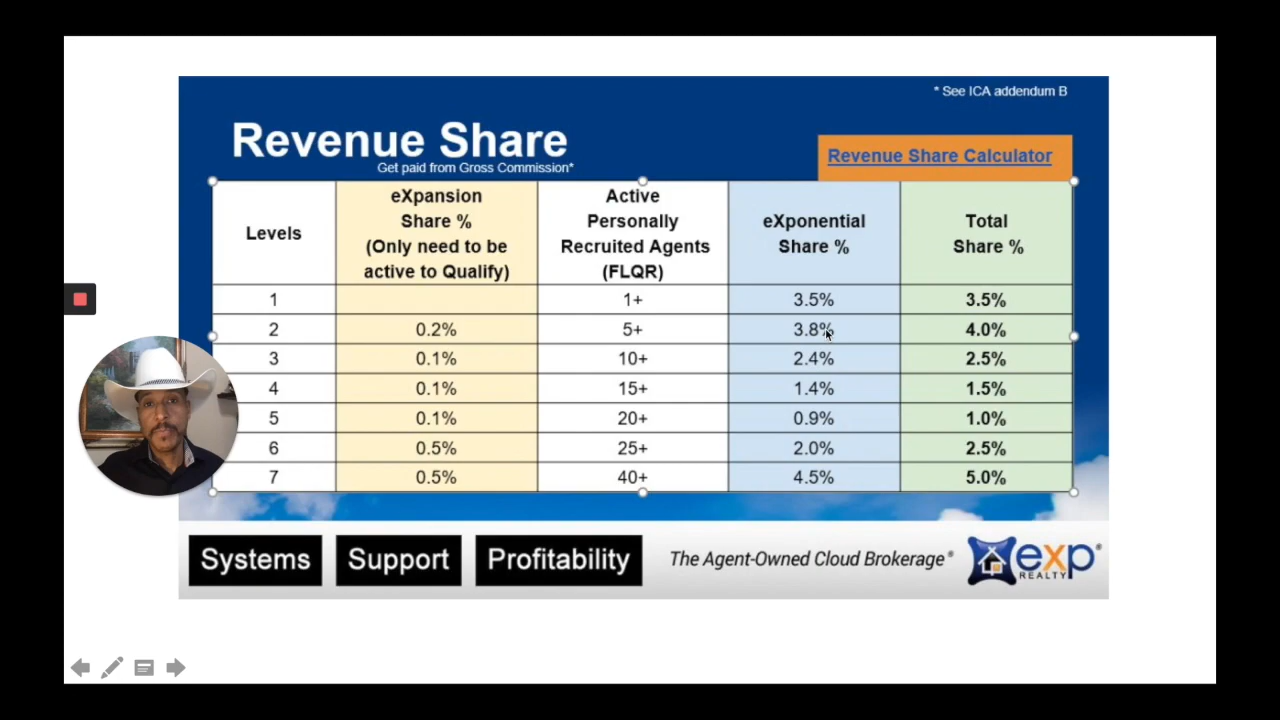 * See ICA addendum B
Revenue Share
Get paid from Gross Commission*
Revenue Share Calculator
Levels
eXpansion
Share %
(Only need to be
active to Qualify)
Active
Personally
Recruited Agents
(FLQR)
eXponential
Share %
Total
Share %
1 1+ 3.5% 3.5%
2 0.2% 5+ 3.8% 4.0%
3 0.1% 10+ 2.4% 2.5%
4 0.1% 15+ 1.4% 1.5%
5 0.1% 20+ 0.9% 1.0%
6 0.5% 25+ 2.0% 2.5%
7 0.5% 40+ 4.5% 5.0%
Systems Support Profitability The Agent-Owned Cloud Brokerage® exp®
REALTY